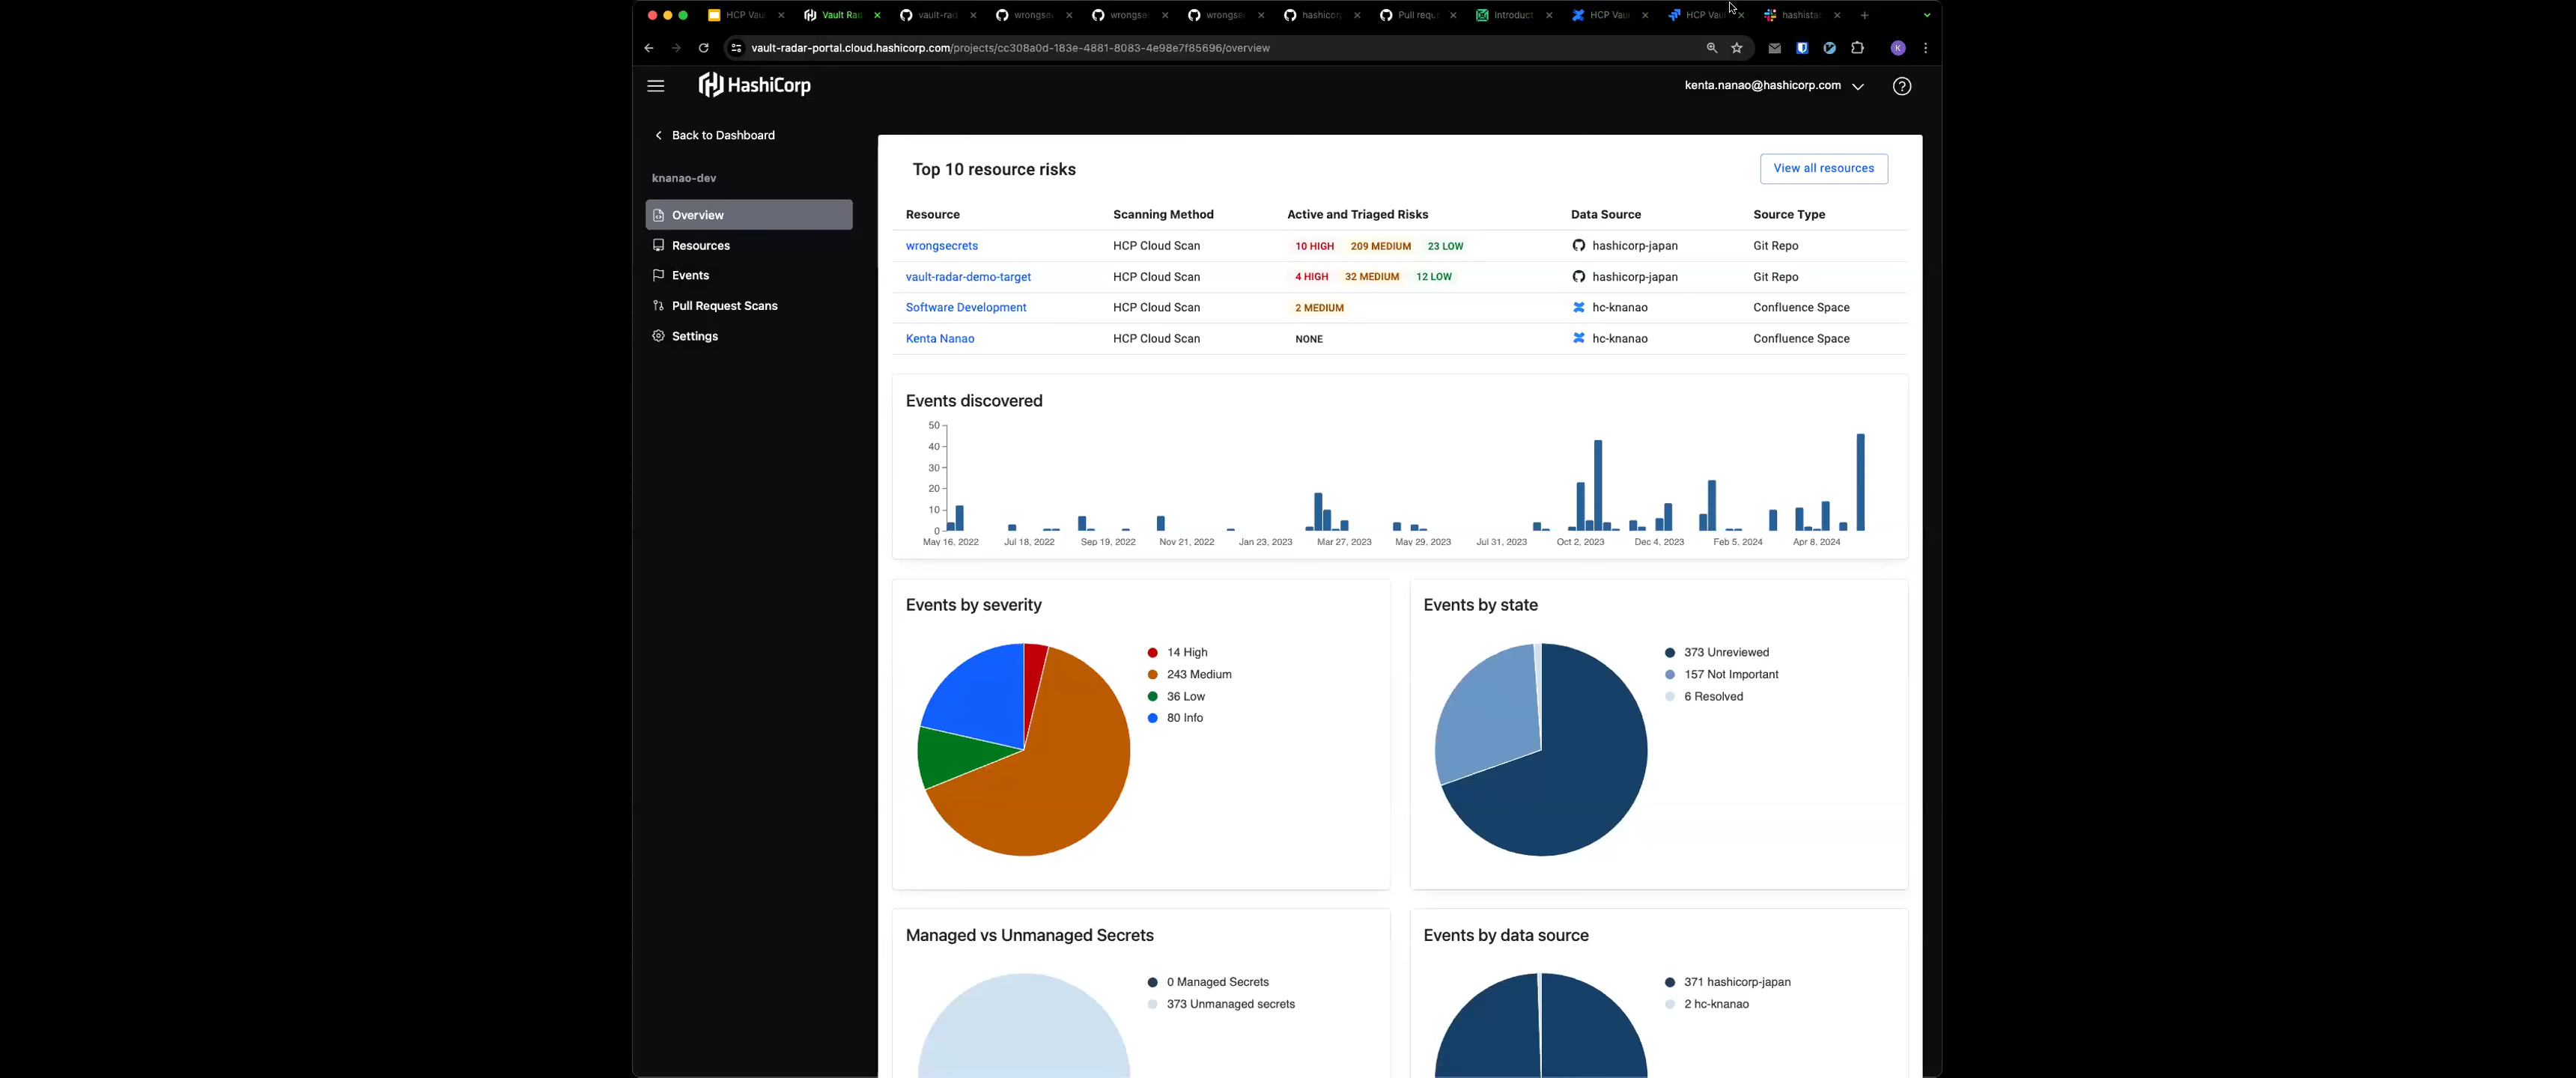 HCP Vau
Vault Rad
vault-rad
wrongse
wrongse
wrongse
hashicor
Pull requ
Introduct
HCP Vau
HCP Vau
hashista
vault-radar-portal.cloud.hashicorp.com/projects/cc308a0d-183e-4881-8083-4e98e7f85696/overview
K
HashiCorp
kenta.nanao@hashicorp.com
?
Back to Dashboard
knanao-dev
Overview
Resources
Events
Pull Request Scans
Settings
Top 10 resource risks
View all resources
Resource Scanning Method Active and Triaged Risks Data Source Source Type
wrongsecrets HCP Cloud Scan 10 HIGH 209 MEDIUM 23 LOW hashicorp-japan Git Repo
vault-radar-demo-target HCP Cloud Scan 4 HIGH 32 MEDIUM 12 LOW hashicorp-japan Git Repo
Software Development HCP Cloud Scan 2 MEDIUM hc-knanao Confluence Space
Kenta Nanao HCP Cloud Scan NONE hc-knanao Confluence Space
Events discovered
50
40
30
20
10
0
May 16, 2022 Jul 18, 2022 Sep 19, 2022 Nov 21, 2022 Jan 23, 2023 Mar 27, 2023 May 29, 2023 Jul 31, 2023 Oct 2, 2023 Dec 4, 2023 Feb 5, 2024 Apr 8, 2024
Events by severity
14 High
243 Medium
36 Low
80 Info
Events by state
373 Unreviewed
157 Not Important
6 Resolved
Managed vs Unmanaged Secrets
0 Managed Secrets
373 Unmanaged secrets
Events by data source
371 hashicorp-japan
2 hc-knanao